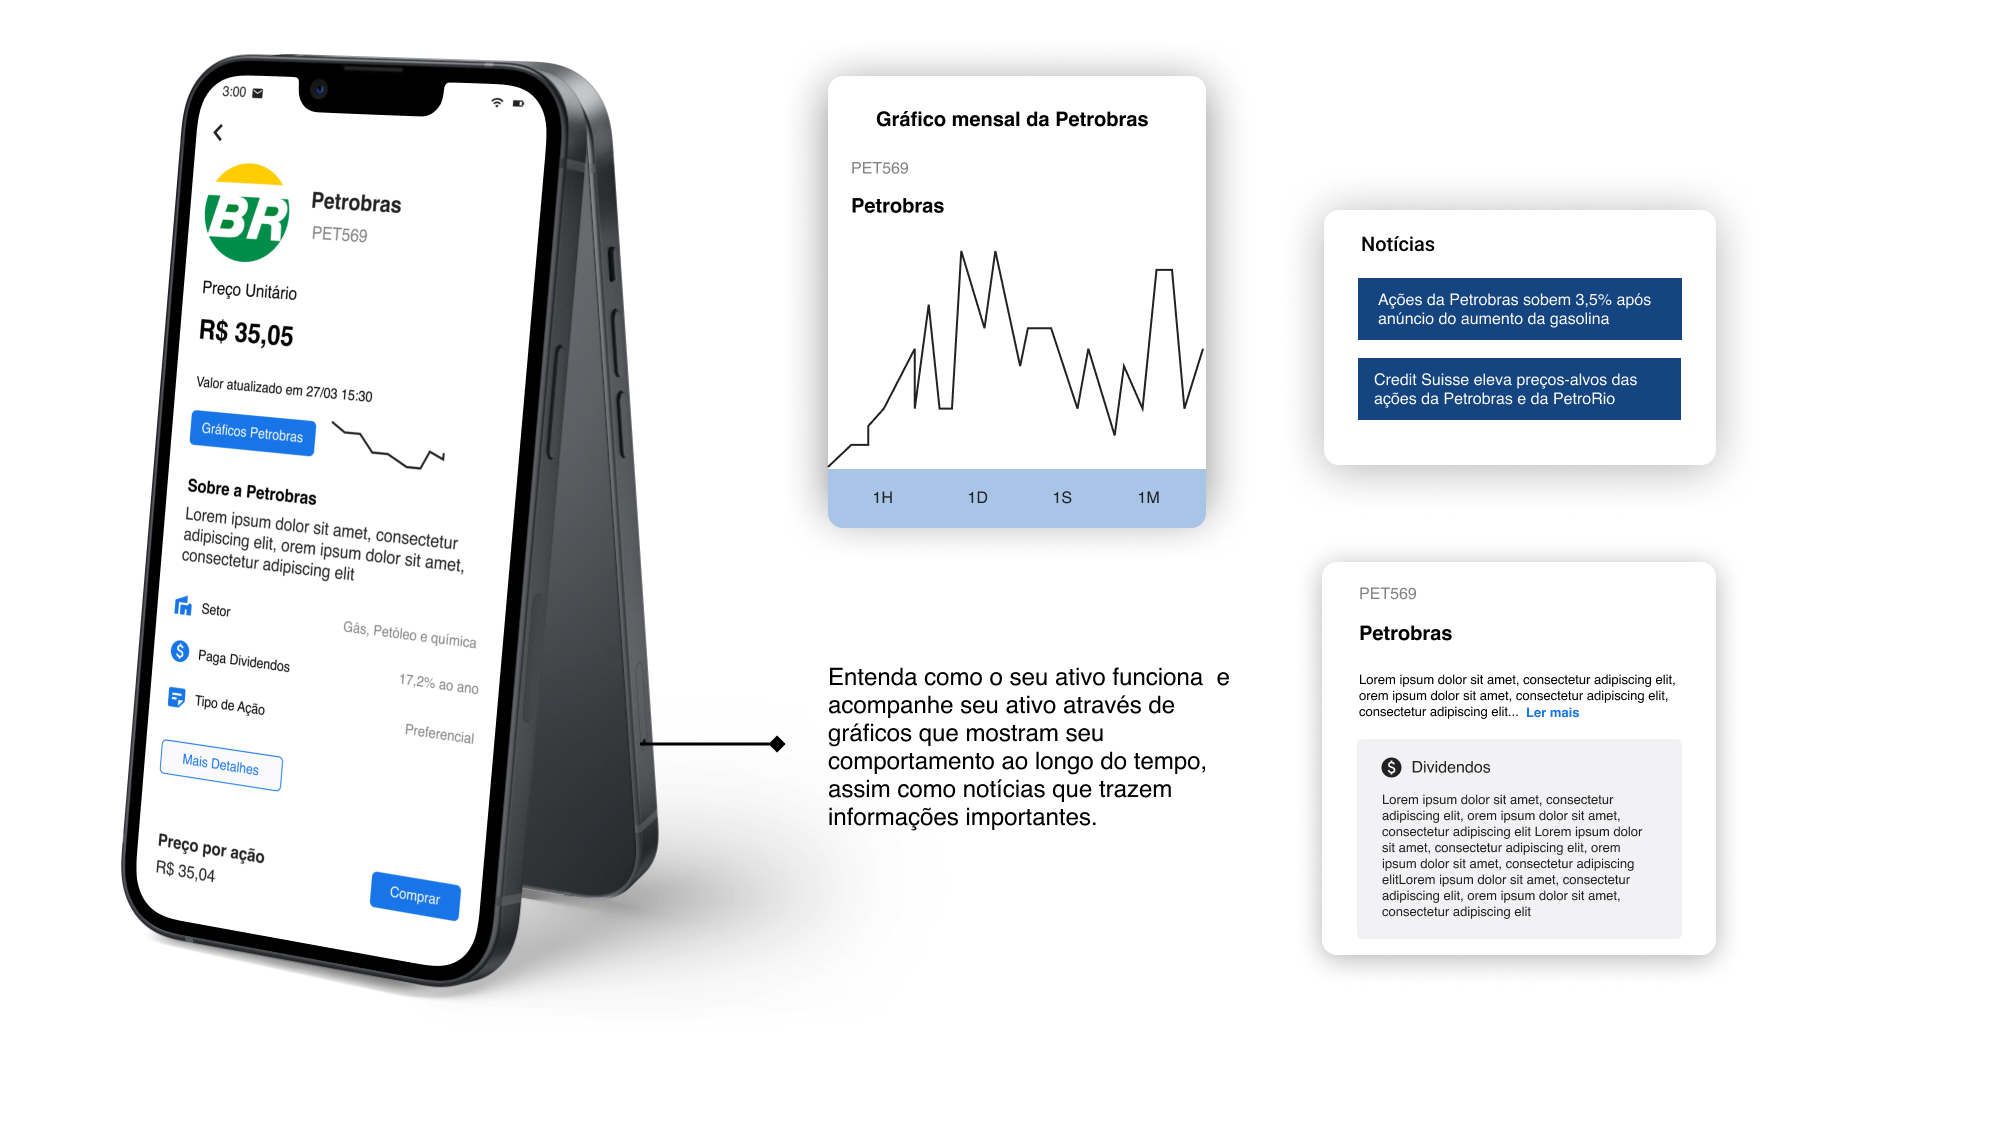 3:00
BR
Petrobras
PET569
Preço Unitário
R$ 35,05
Valor atualizado em 27/03 15:30
Gráficos Petrobras
Sobre a Petrobras
Lorem ipsum dolor sit amet, consectetur
adipiscing elit, orem ipsum dolor sit amet,
consectetur adipiscing elit
Setor
Gás, Petóleo e química
Paga Dividendos
17,2% ao ano
Tipo de Ação
Preferencial
Mais Detalhes
Preço por ação
R$ 35,04
Comprar
Gráfico mensal da Petrobras
PET569
Petrobras
1H 1D 1S 1M
Entenda como o seu ativo funciona  e
acompanhe seu ativo através de
gráficos que mostram seu
comportamento ao longo do tempo,
assim como notícias que trazem
informações importantes.
Notícias
Ações da Petrobras sobem 3,5% após
anúncio do aumento da gasolina
Credit Suisse eleva preços-alvos das
ações da Petrobras e da PetroRio
PET569
Petrobras
Lorem ipsum dolor sit amet, consectetur adipiscing elit,
orem ipsum dolor sit amet, consectetur adipiscing elit,
consectetur adipiscing elit... Ler mais
Dividendos
Lorem ipsum dolor sit amet, consectetur
adipiscing elit, orem ipsum dolor sit amet,
consectetur adipiscing elit Lorem ipsum dolor
sit amet, consectetur adipiscing elit, orem
ipsum dolor sit amet, consectetur adipiscing
elitLorem ipsum dolor sit amet, consectetur
adipiscing elit, orem ipsum dolor sit amet,
consectetur adipiscing elit